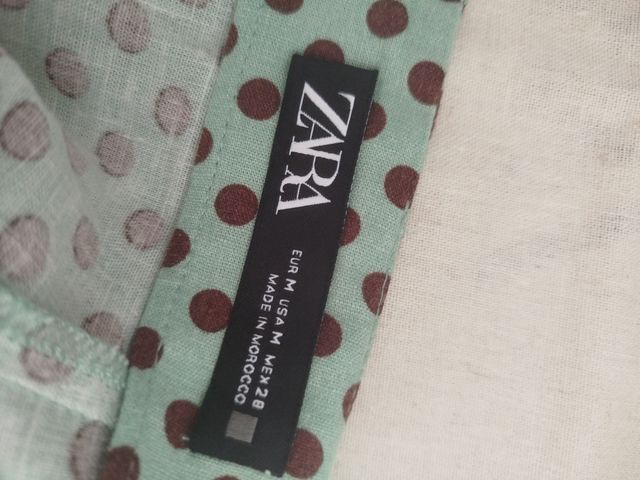 ZARA
EUR M USA M MEX 28
MADE IN MOROCCO